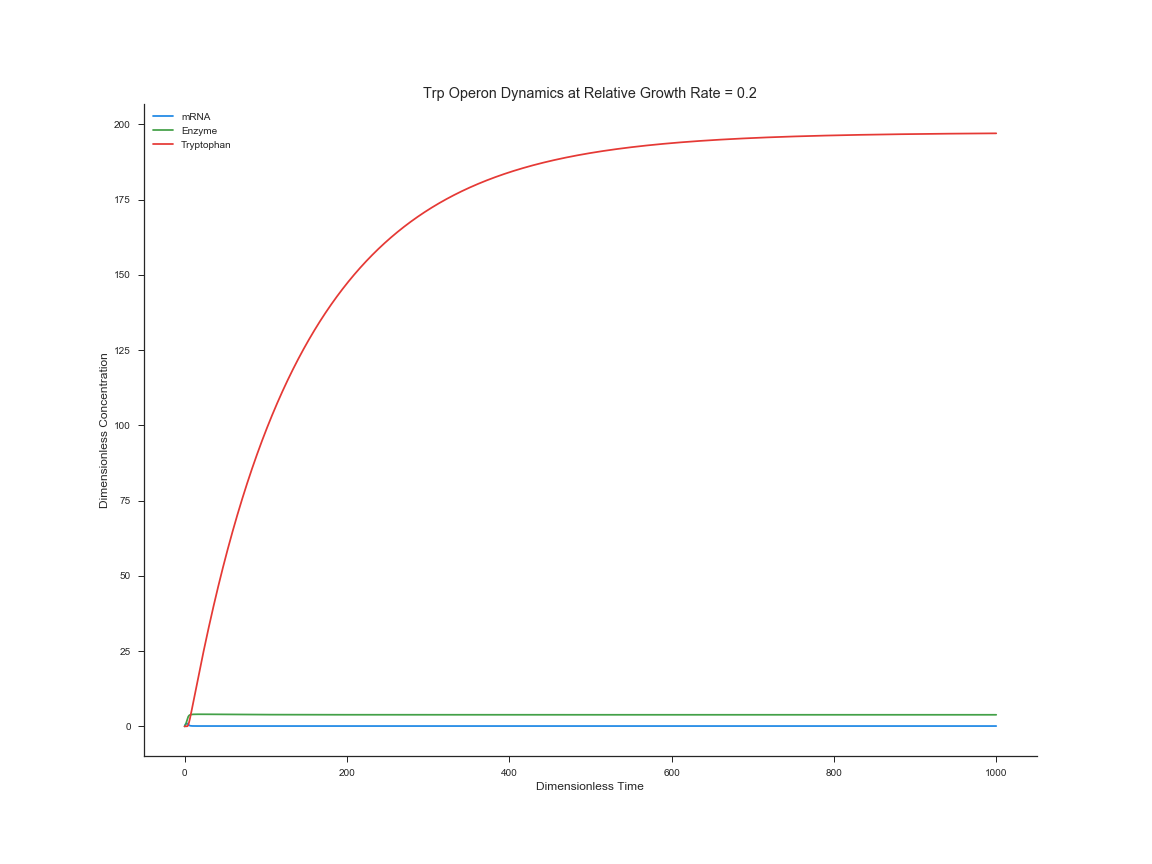 Trp Operon Dynamics at Relative Growth Rate = 0.2
mRNA
Enzyme
Tryptophan
200
175
150
125
100
75
50
25
0
Dimensionless Concentration
0 200 400 600 800 1000
Dimensionless Time